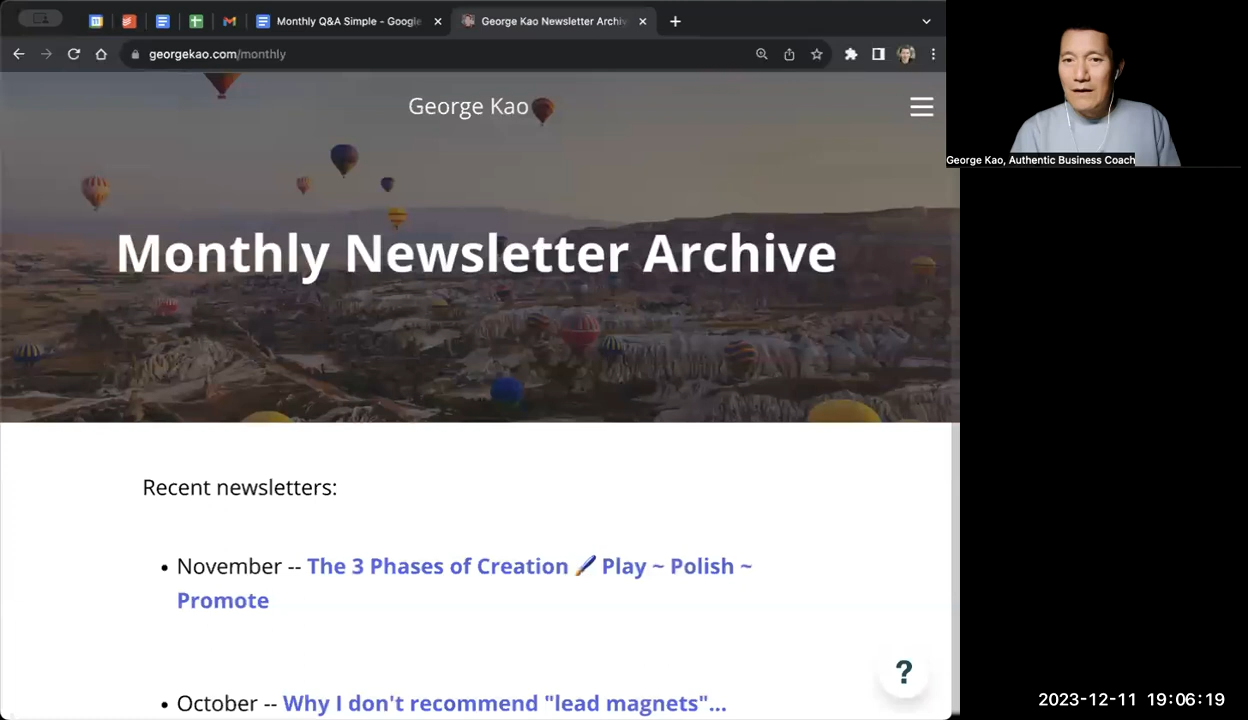 Monthly Q&A Simple - Google
George Kao Newsletter Archiv
georgekao.com/monthly
George Kao
George Kao, Authentic Business Coach
Monthly Newsletter Archive
Recent newsletters:
November -- The 3 Phases of Creation 🖌️ Play ~ Polish ~
Promote
October -- Why I don't recommend "lead magnets"...
?
2023-12-11 19:06:19